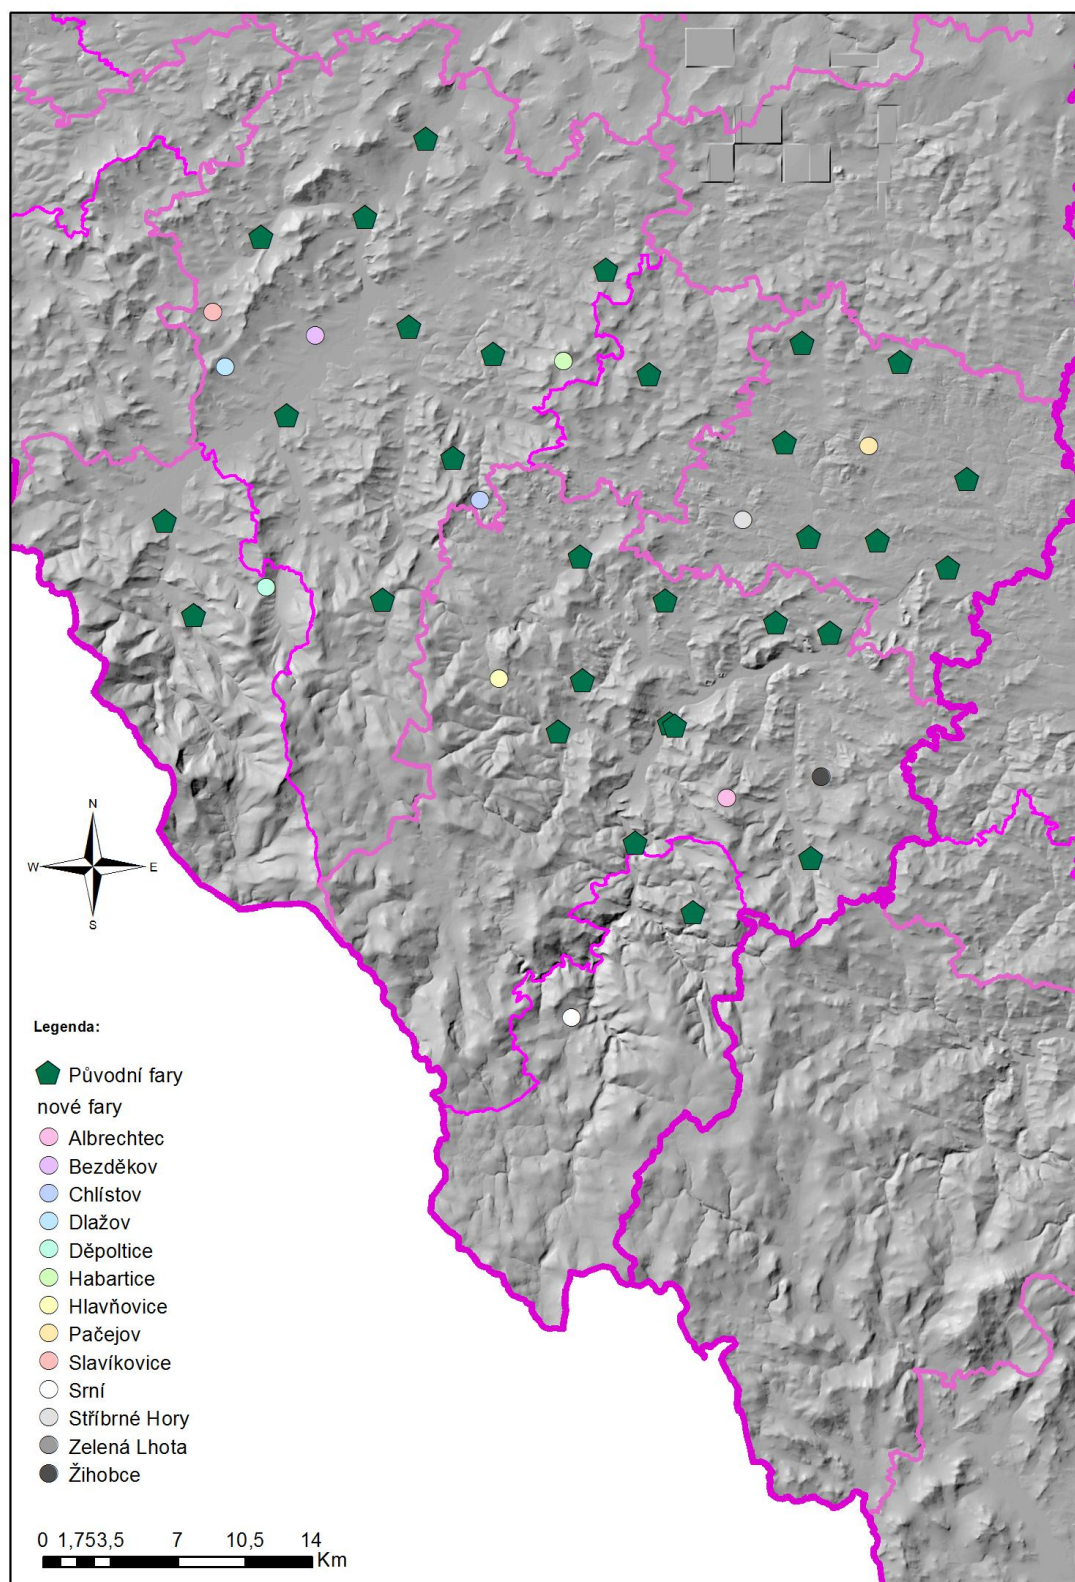 N
W E
S
Legenda:
Původní fary
nové fary
Albrechtec
Bezděkov
Chlístov
Dlažov
Děpoltice
Habartice
Hlavňovice
Pačejov
Slavíkovice
Srní
Stříbrné Hory
Zelená Lhota
Žihobce
0 1,753,5 7 10,5 14
Km